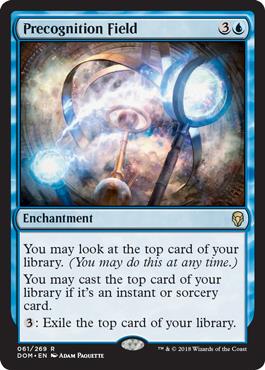 Precognition Field 3
Enchantment
You may look at the top card of your
library. (You may do this at any time.)
You may cast the top card of your
library if it's an instant or sorcery
card.
3: Exile the top card of your library.
061/269 R
DOM • EN ADAM PAQUETTE
™ & © 2018 Wizards of the Coast